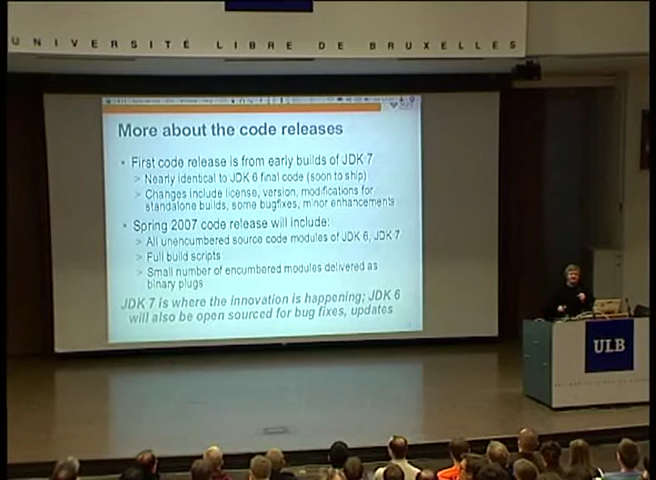 UNIVERSITÉ LIBRE DE BRUXELLES
More about the code releases
• First code release is from early builds of JDK 7
> Nearly identical to JDK 6 final code (soon to ship)
> Changes include license, version, modifications for
standalone builds, some bugfixes, minor enhancements
• Spring 2007 code release will include:
> All unencumbered source code modules of JDK 6, JDK 7
> Full build scripts
> Small number of encumbered modules delivered as
binary plugs
JDK 7 is where the innovation is happening; JDK 6
will also be open sourced for bug fixes, updates
ULB